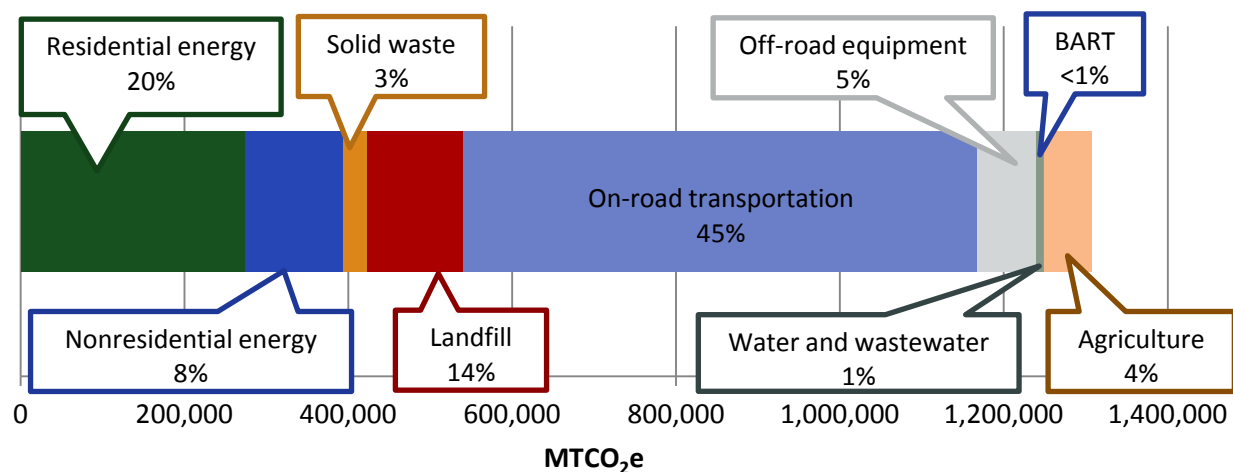 Residential energy
20%
Solid waste
3%
Off-road equipment
5%
BART
<1%
On-road transportation
45%
Nonresidential energy
8%
Landfill
14%
Water and wastewater
1%
Agriculture
4%
0 200,000 400,000 600,000 800,000 1,000,000 1,200,000 1,400,000
MTCO₂e